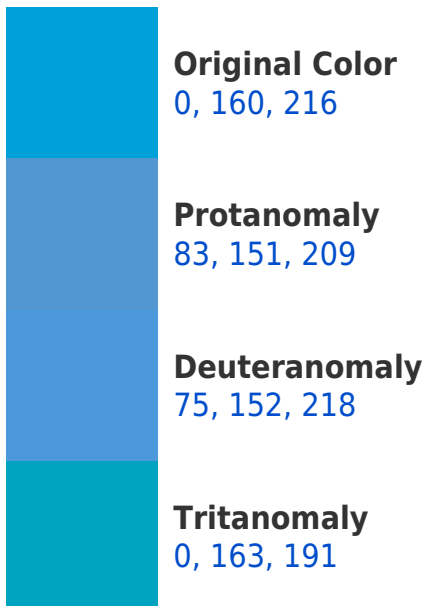 Original Color
0, 160, 216
Protanomaly
83, 151, 209
Deuteranomaly
75, 152, 218
Tritanomaly
0, 163, 191